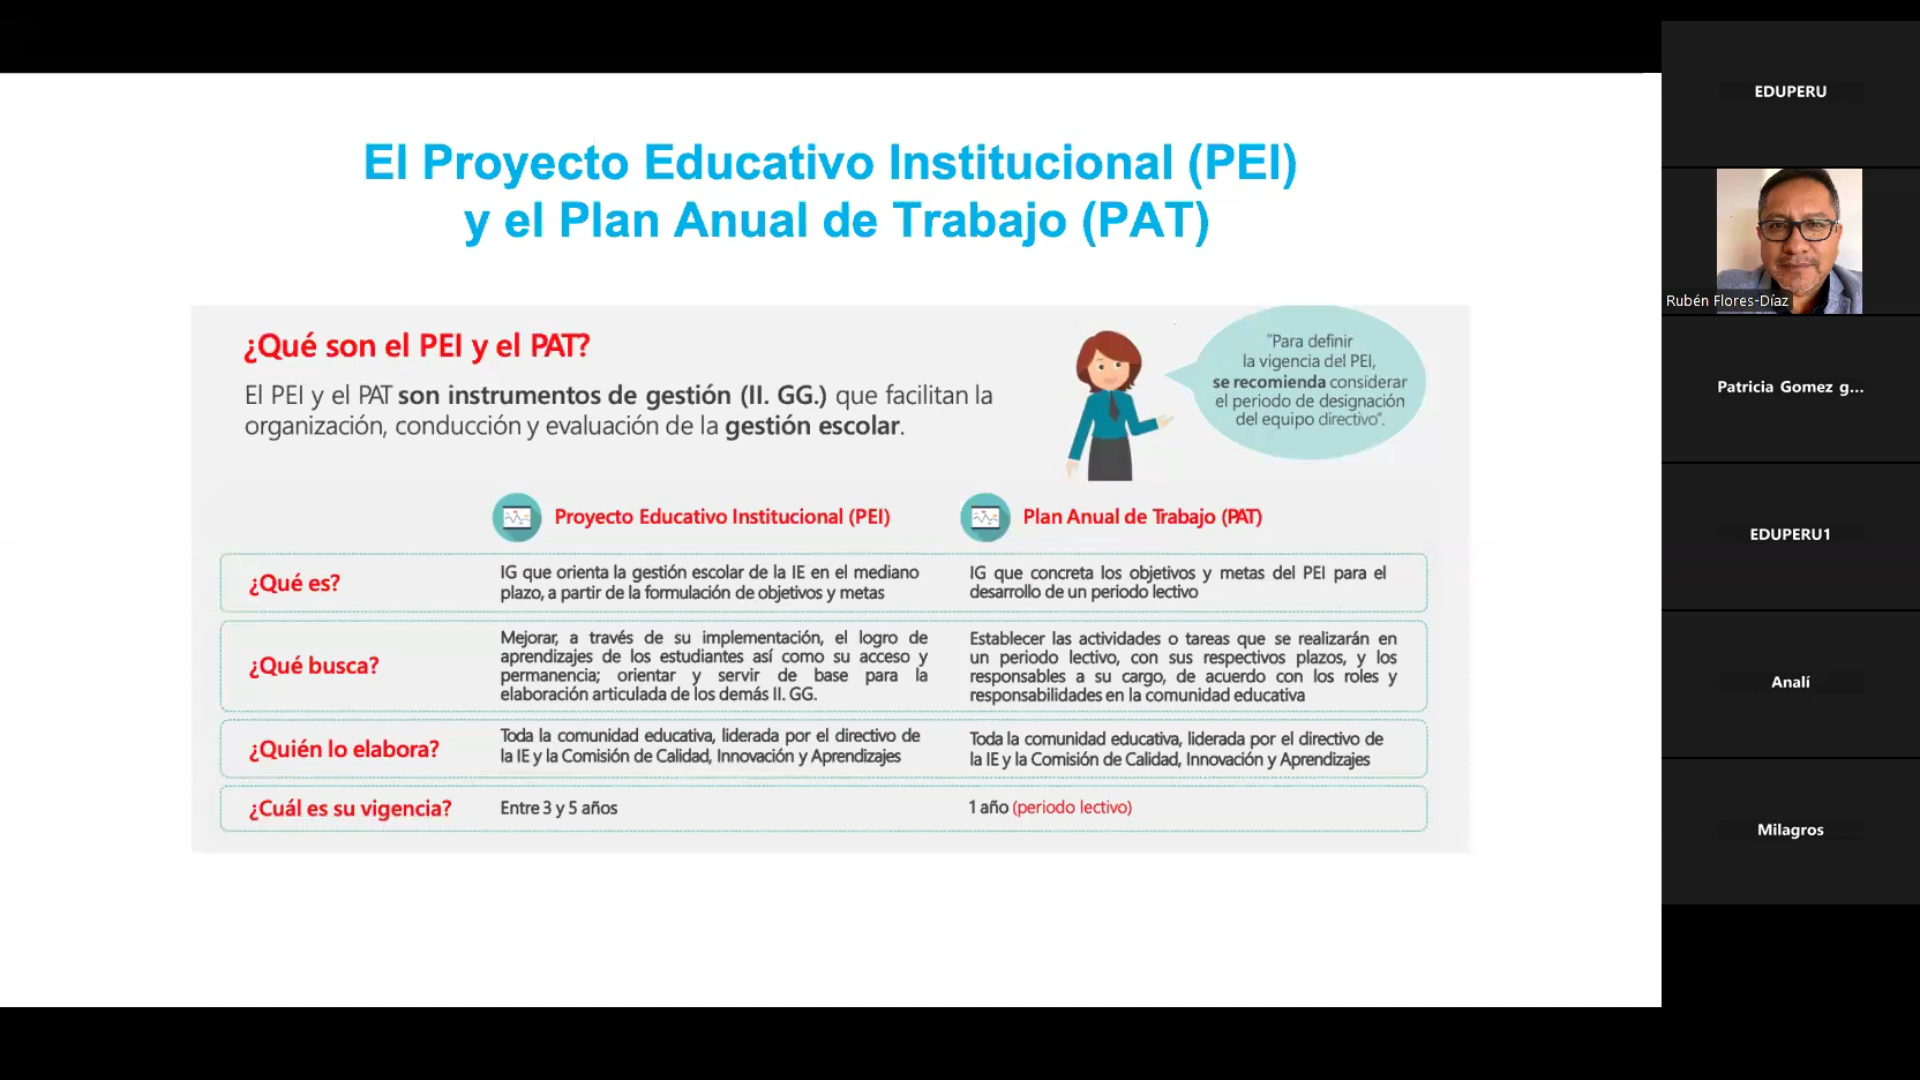 El Proyecto Educativo Institucional (PEI)
y el Plan Anual de Trabajo (PAT)
¿Qué son el PEI y el PAT?
El PEI y el PAT son instrumentos de gestión (II. GG.) que facilitan la
organización, conducción y evaluación de la gestión escolar.
"Para definir
la vigencia del PEI,
se recomienda considerar
el periodo de designación
del equipo directivo".
Proyecto Educativo Institucional (PEI)
Plan Anual de Trabajo (PAT)
¿Qué es?
IG que orienta la gestión escolar de la IE en el mediano
plazo, a partir de la formulación de objetivos y metas
IG que concreta los objetivos y metas del PEI para el
desarrollo de un periodo lectivo
¿Qué busca?
Mejorar, a través de su implementación, el logro de
aprendizajes de los estudiantes así como su acceso y
permanencia; orientar y servir de base para la
elaboración articulada de los demás II. GG.
Establecer las actividades o tareas que se realizarán en
un periodo lectivo, con sus respectivos plazos, y los
responsables a su cargo, de acuerdo con los roles y
responsabilidades en la comunidad educativa
¿Quién lo elabora?
Toda la comunidad educativa, liderada por el directivo de
la IE y la Comisión de Calidad, Innovación y Aprendizajes
Toda la comunidad educativa, liderada por el directivo de
la IE y la Comisión de Calidad, Innovación y Aprendizajes
¿Cuál es su vigencia?
Entre 3 y 5 años
1 año (periodo lectivo)
EDUPERU
Rubén Flores-Díaz
Patricia Gomez g...
EDUPERU1
Analí
Milagros